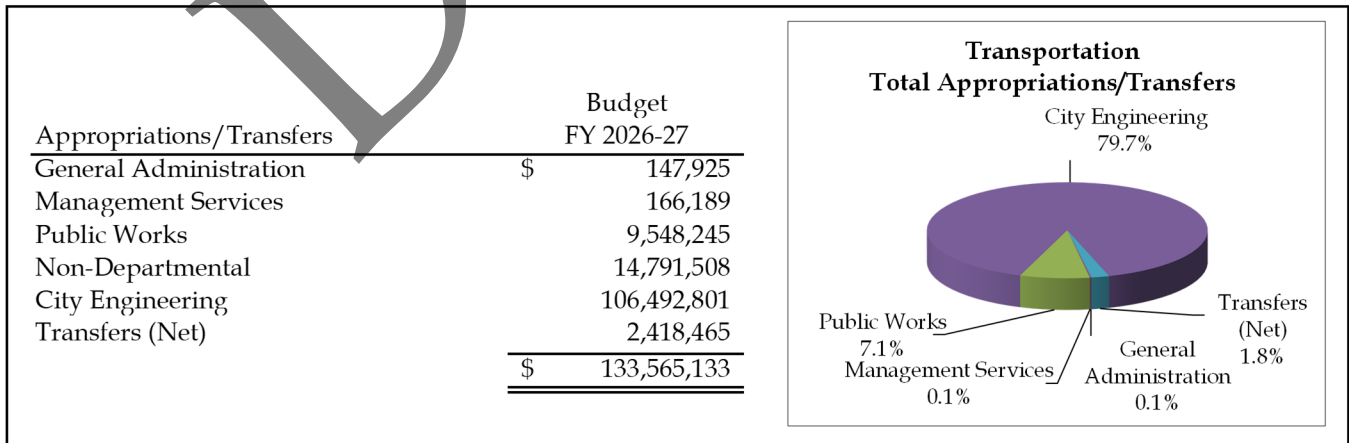 Budget
Appropriations/Transfers FY 2026-27
General Administration $ 147,925
Management Services 166,189
Public Works 9,548,245
Non-Departmental 14,791,508
City Engineering 106,492,801
Transfers (Net) 2,418,465
$ 133,565,133
Transportation
Total Appropriations/Transfers
City Engineering
79.7%
Public Works
7.1%
Management Services
0.1%
General
Administration
0.1%
Transfers
(Net)
1.8%